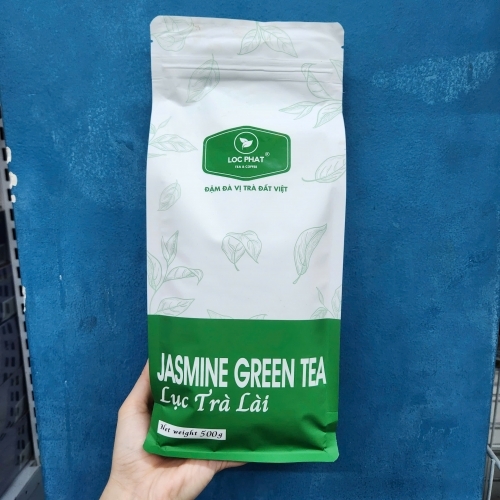 LOC PHAT®
TEA & COFFEE
ĐẬM ĐÀ VỊ TRÀ ĐẤT VIỆT
JASMINE GREEN TEA
Lục Trà Lài
Net weight 500g